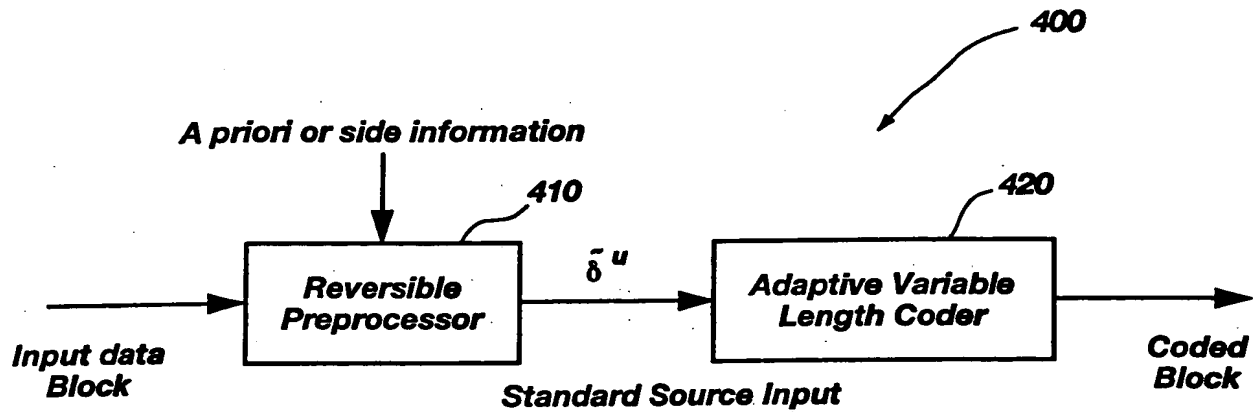 400
A priori or side information
410
420
δ̃ u
Reversible
Preprocessor
Adaptive Variable
Length Coder
Input data
Block
Standard Source Input
Coded
Block